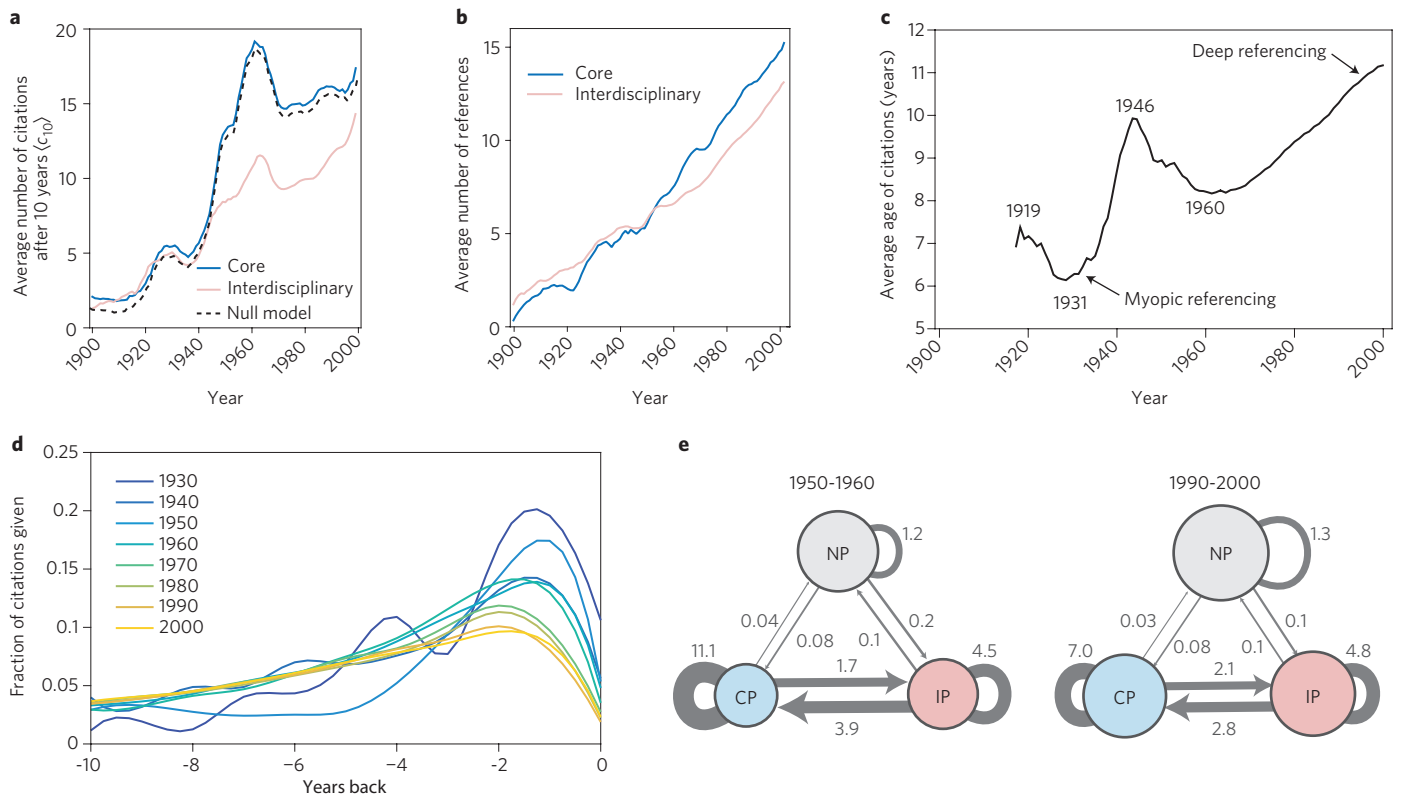 a
Average number of citations
after 10 years ⟨c10⟩
20
15
10
5
0
Core
Interdisciplinary
Null model
1900
1920
1940
1960
1980
2000
Year
b
Average number of references
15
10
5
0
Core
Interdisciplinary
1900
1920
1940
1960
1980
2000
Year
c
Average age of citations (years)
12
11
10
9
8
7
6
5
Deep referencing
1946
1919
1960
1931
Myopic referencing
1900
1920
1940
1960
1980
2000
Year
d
Fraction of citations given
0.25
0.2
0.15
0.1
0.05
0
1930
1940
1950
1960
1970
1980
1990
2000
-10
-8
−6
−4
-2
0
Years back
e
1950-1960
NP
1.2
0.04
0.08
0.1
0.2
11.1
1.7
4.5
CP
IP
3.9
1990-2000
NP
1.3
0.03
0.08
0.1
0.1
7.0
2.1
4.8
CP
IP
2.8